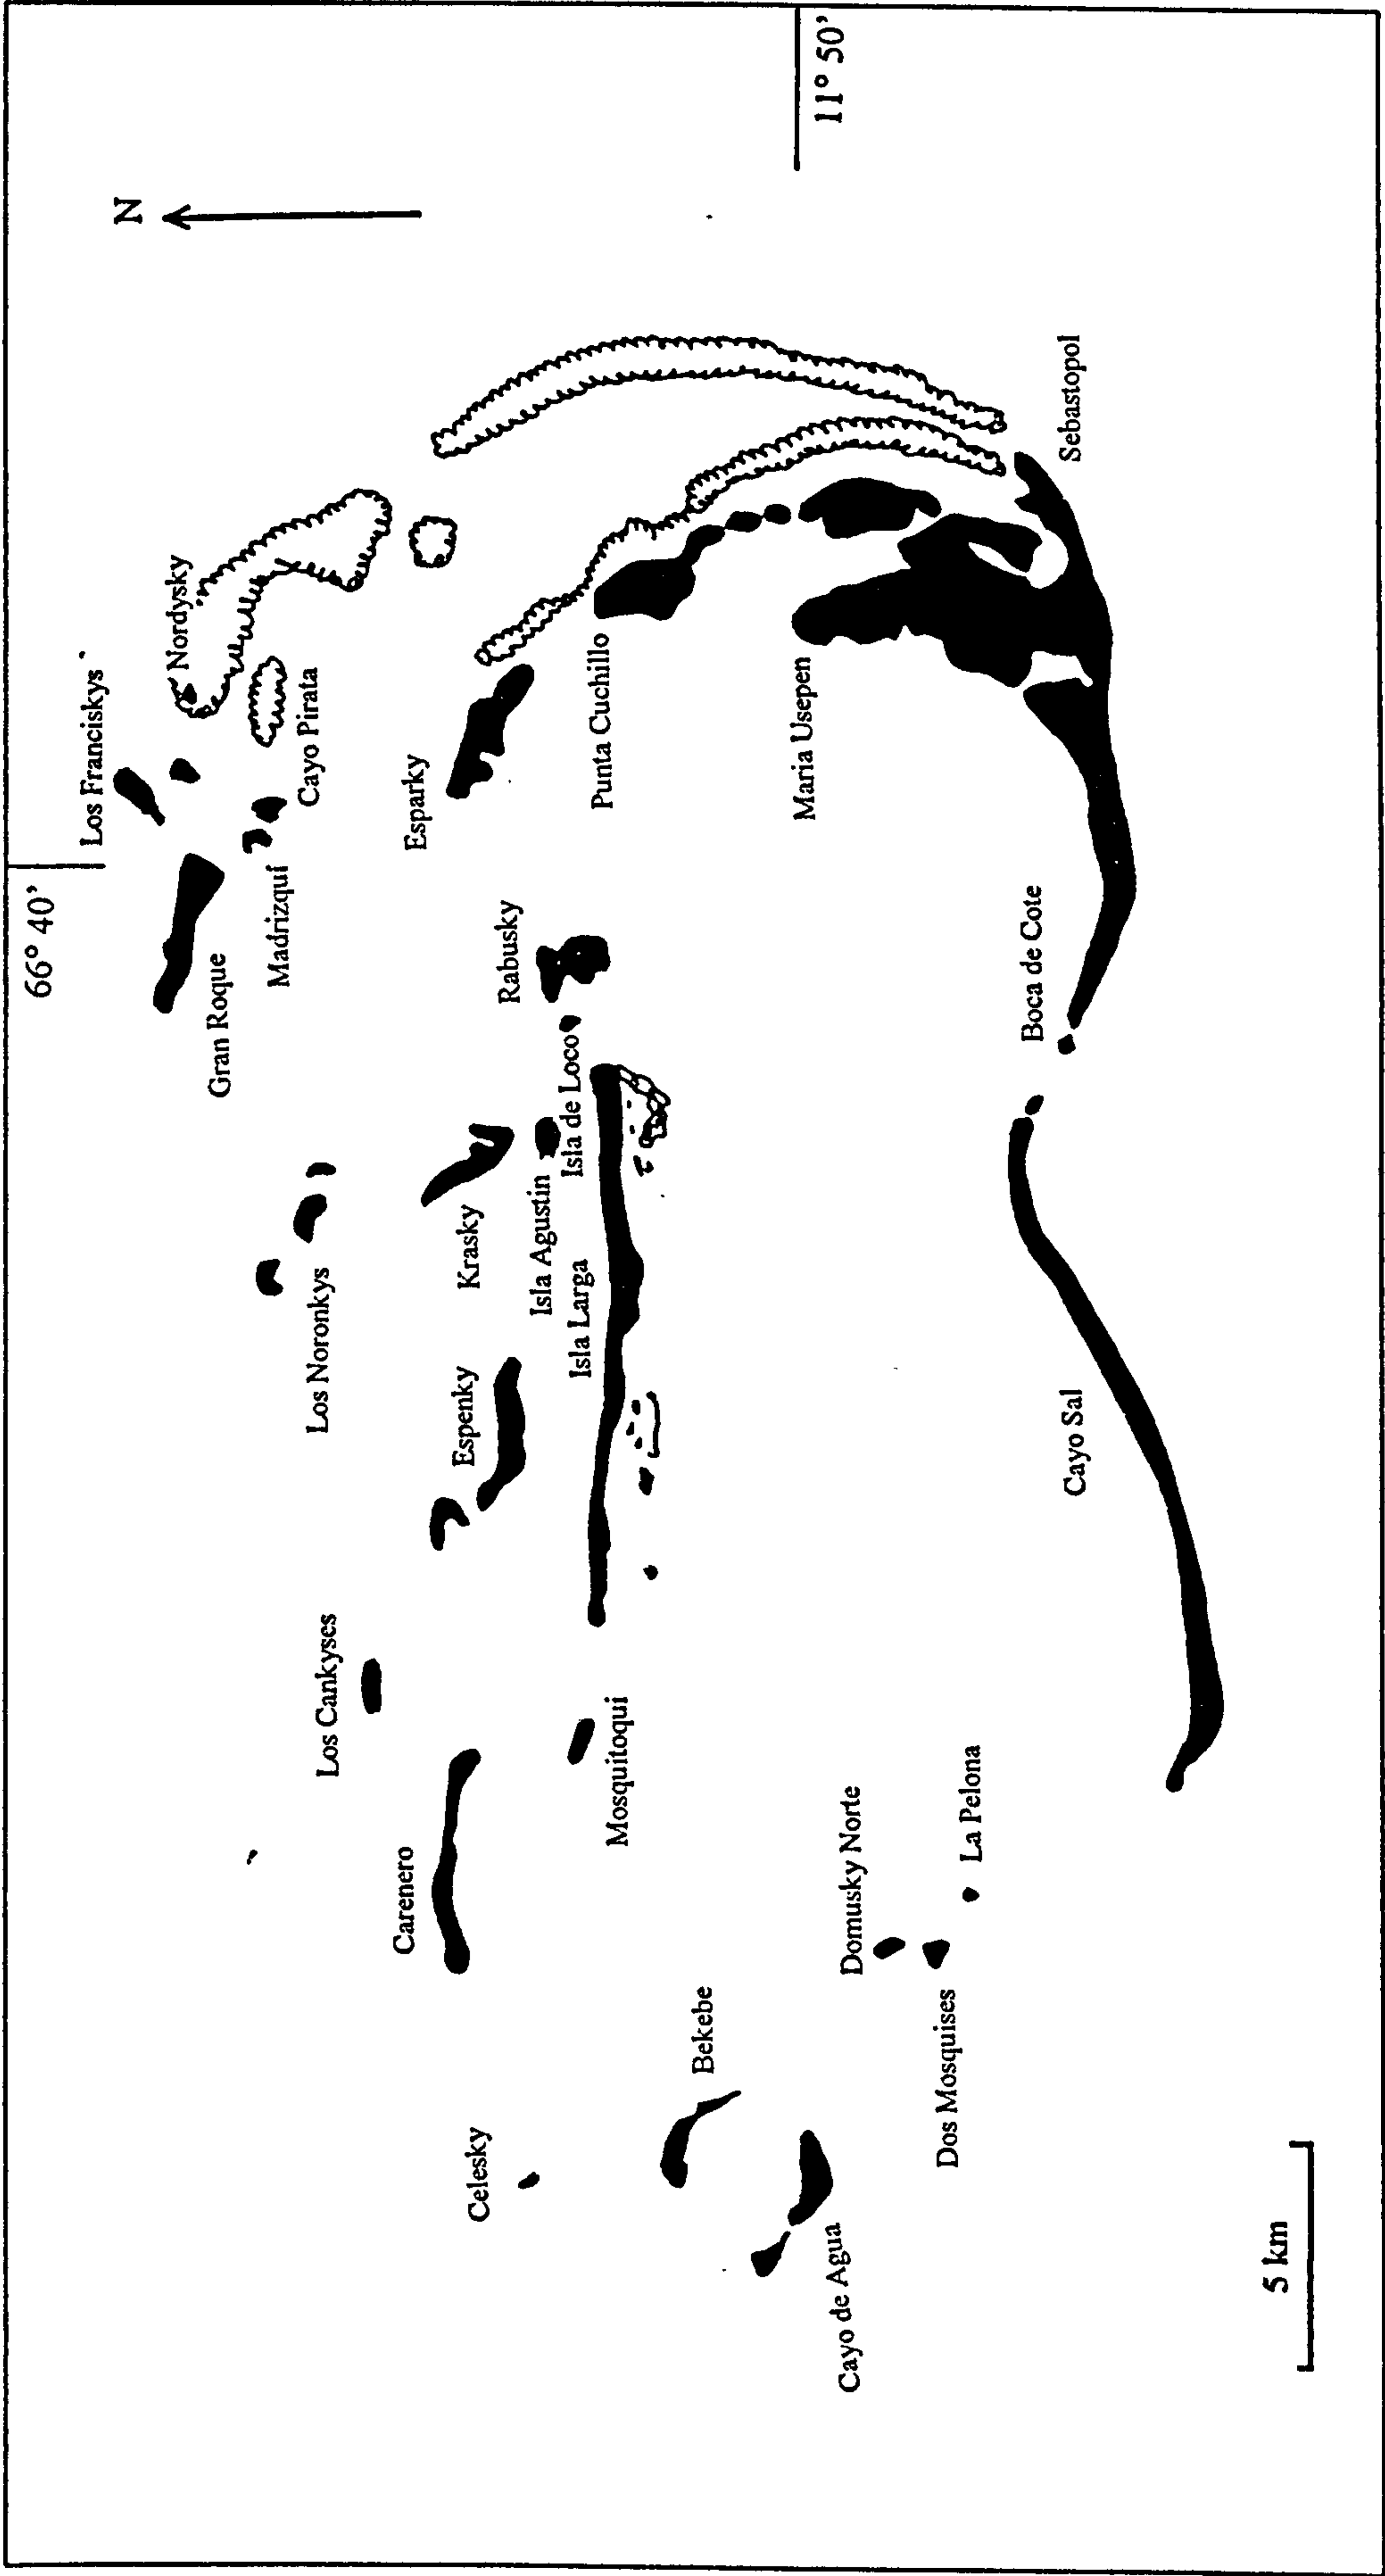 66° 40'
N
11° 50'
Los Franciskys
Nordysky
Gran Roque
Madrizquí
Cayo Pirata
Los Noronkys
Los Cankyses
Esparky
Krasky
Espenky
Carenero
Celesky
Rabusky
Isla de Loco
Isla Agustin
Isla Larga
Punta Cuchillo
Mosquitoqui
Bekebe
Maria Usepen
Domusky Norte
Cayo de Agua
Dos Mosquises
La Pelona
Boca de Cote
Sebastopol
Cayo Sal
5 km